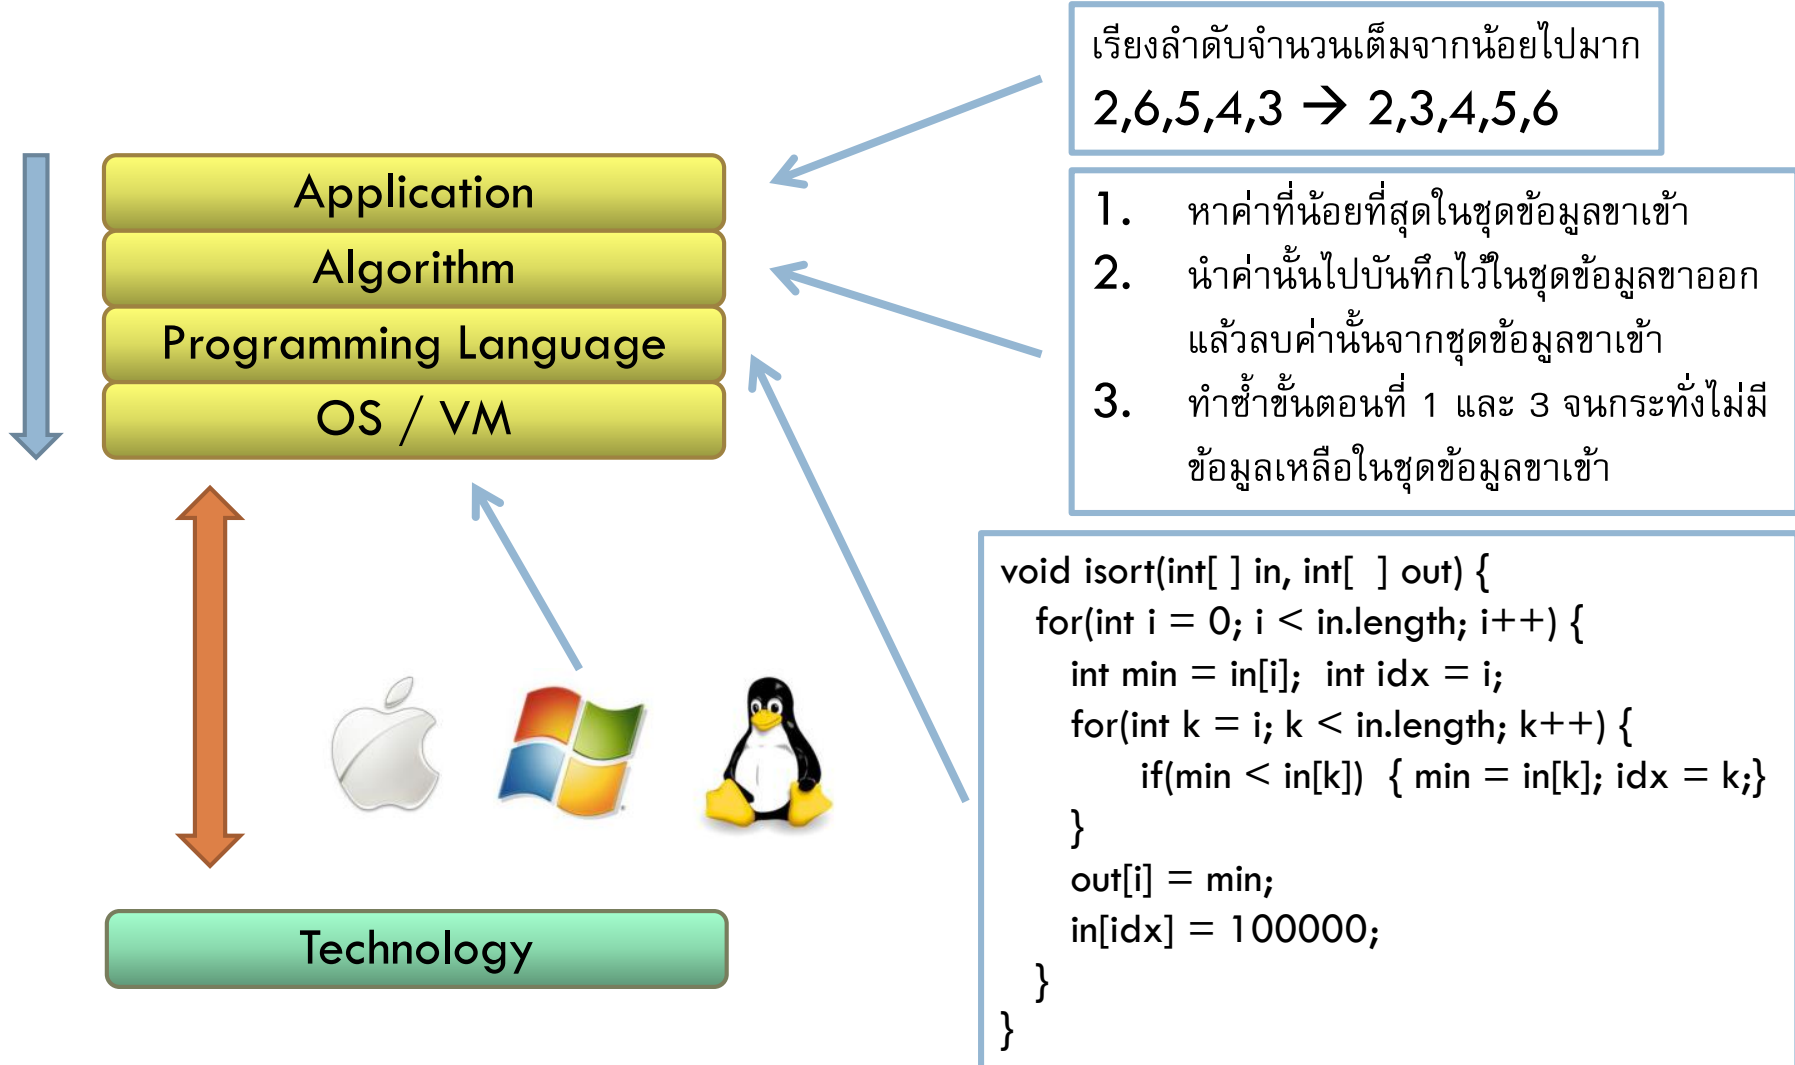 Application
Algorithm
Programming Language
OS / VM
Technology
เรียงลำดับจำนวนเต็มจากน้อยไปมาก
2,6,5,4,3 → 2,3,4,5,6
1. หาค่าที่น้อยที่สุดในชุดข้อมูลขาเข้า
2. นำค่านั้นไปบันทึกไว้ในชุดข้อมูลขาออก
แล้วลบค่านั้นจากชุดข้อมูลขาเข้า
3. ทำซ้ำขั้นตอนที่ 1 และ 3 จนกระทั่งไม่มี
ข้อมูลเหลือในชุดข้อมูลขาเข้า
void isort(int[ ] in, int[ ] out) {
for(int i = 0; i < in.length; i++) {
int min = in[i]; int idx = i;
for(int k = i; k < in.length; k++) {
if(min < in[k]) { min = in[k]; idx = k;}
}
out[i] = min;
in[idx] = 100000;
}
}